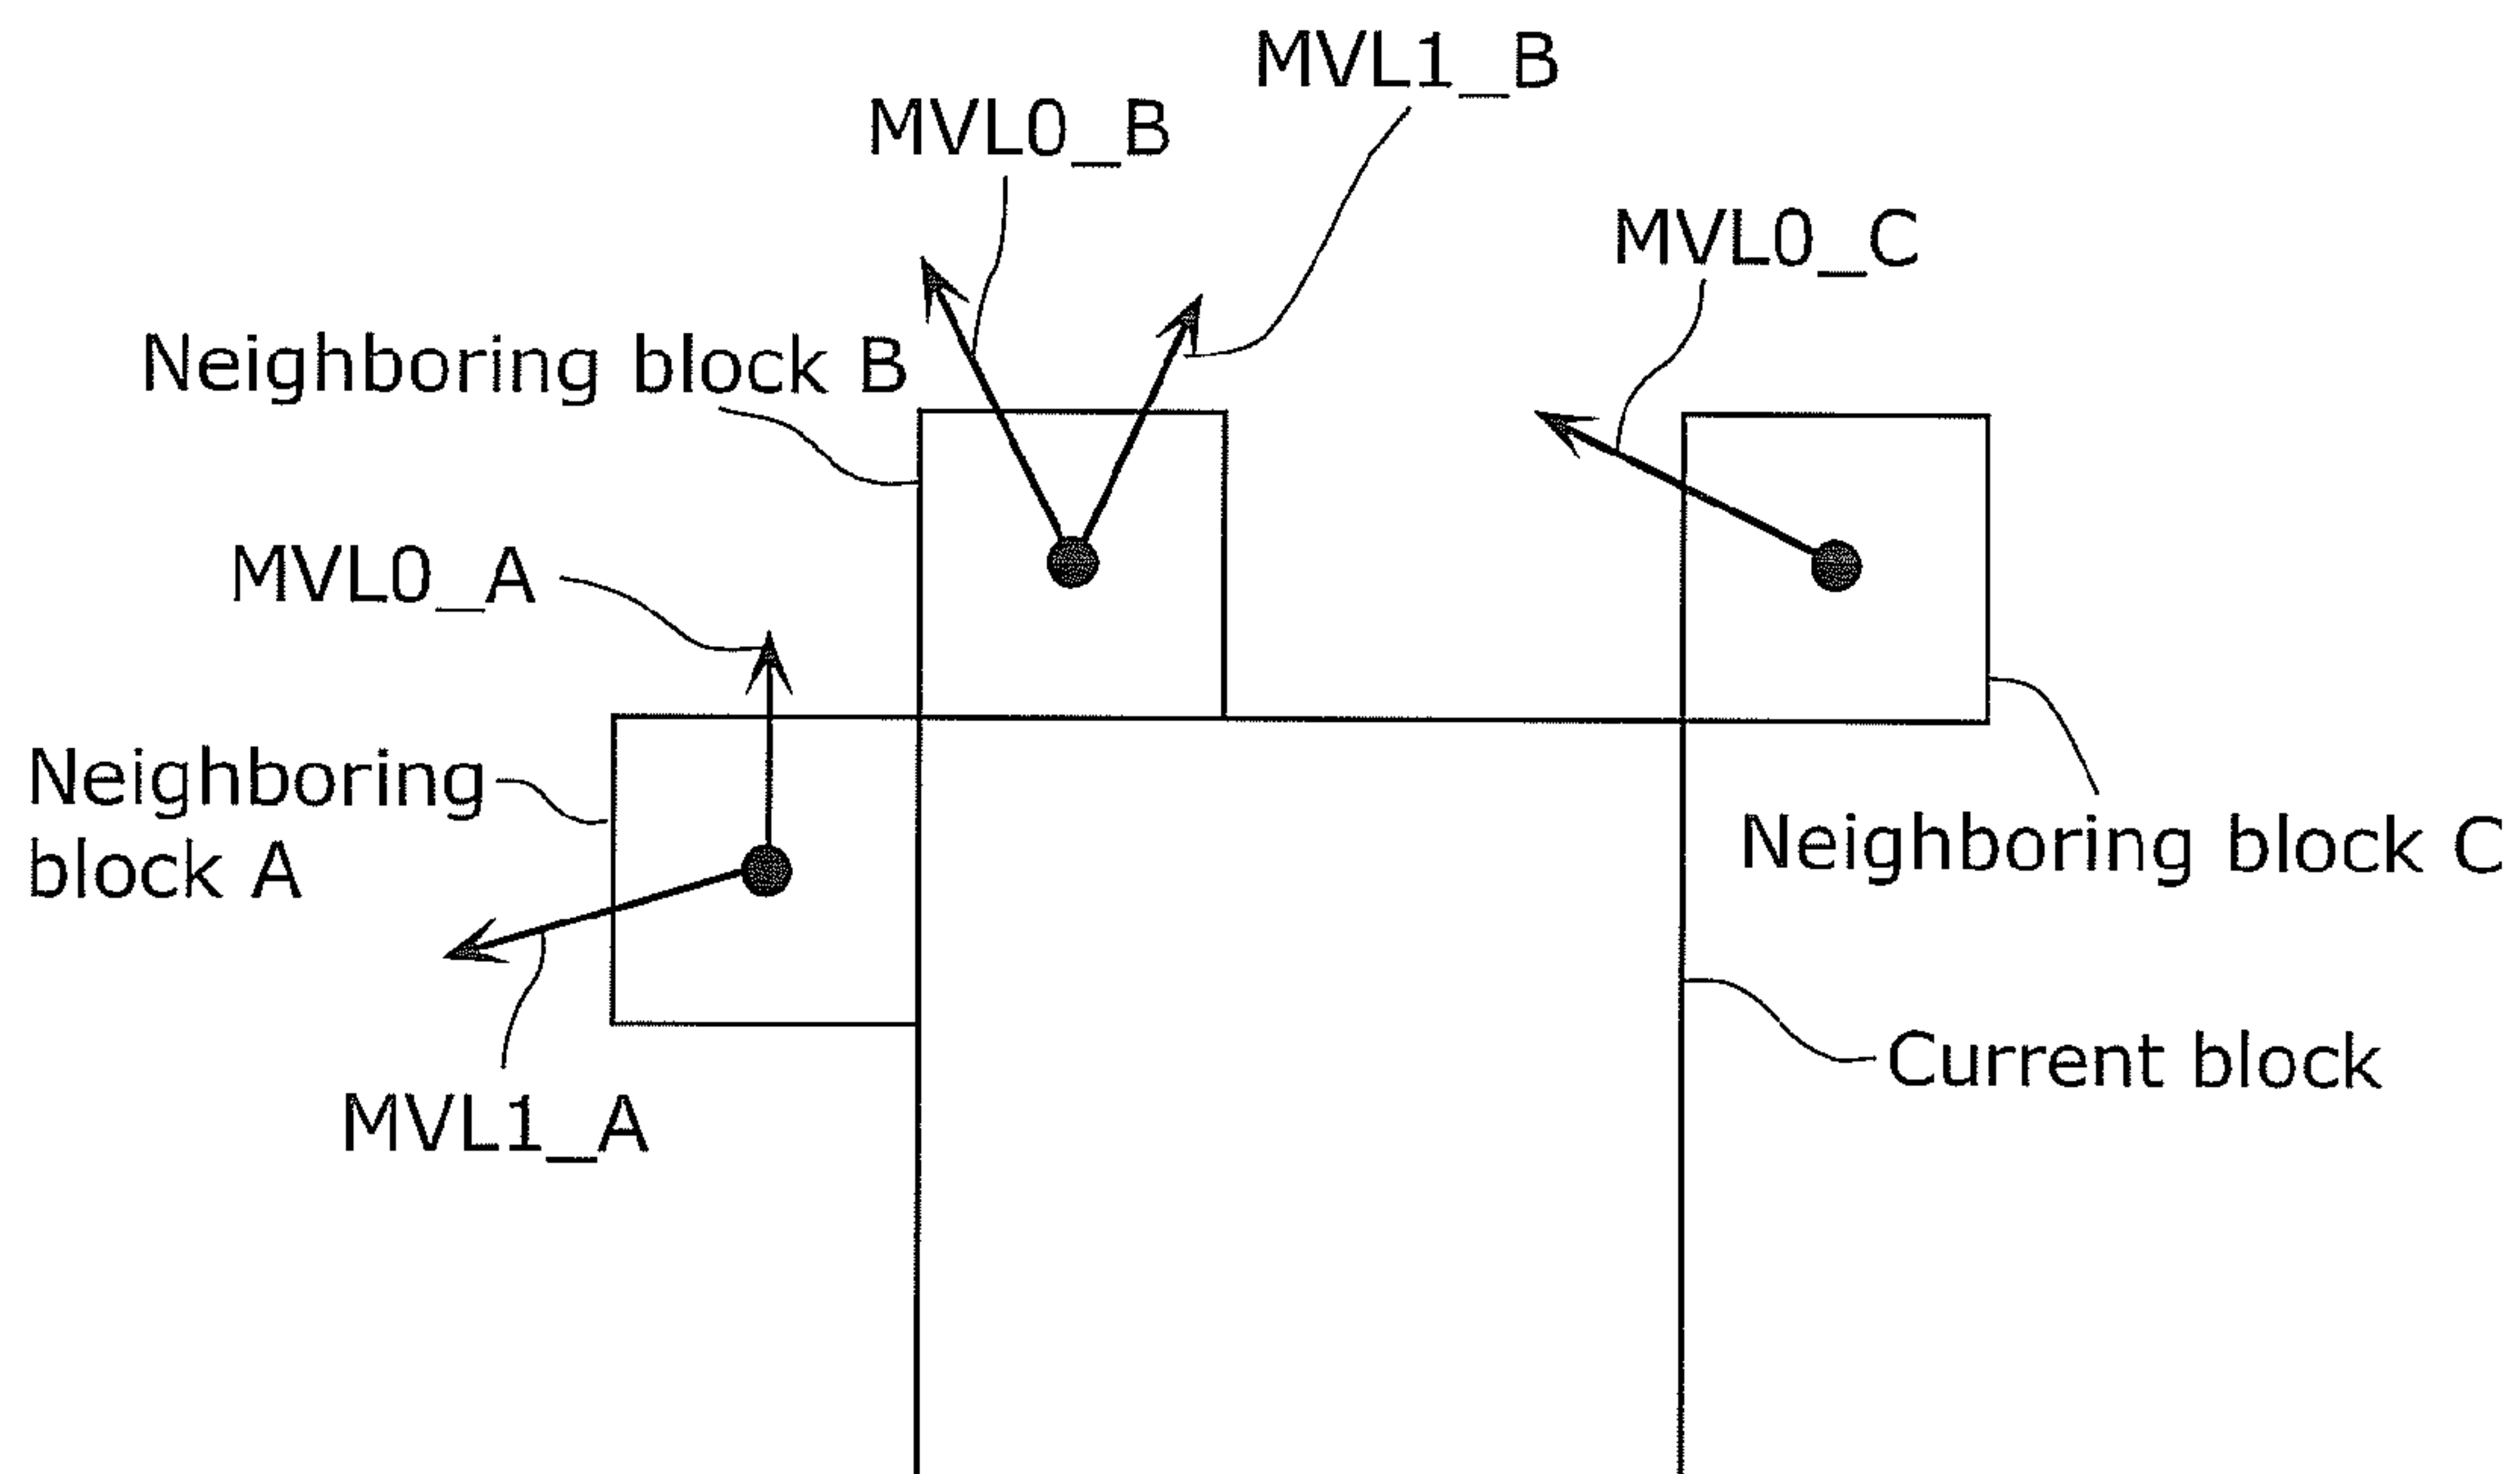 MVL1_B
MVL0_B
MVL0_C
Neighboring block B
MVL0_A
Neighboring
block A
Neighboring block C
Current block
MVL1_A